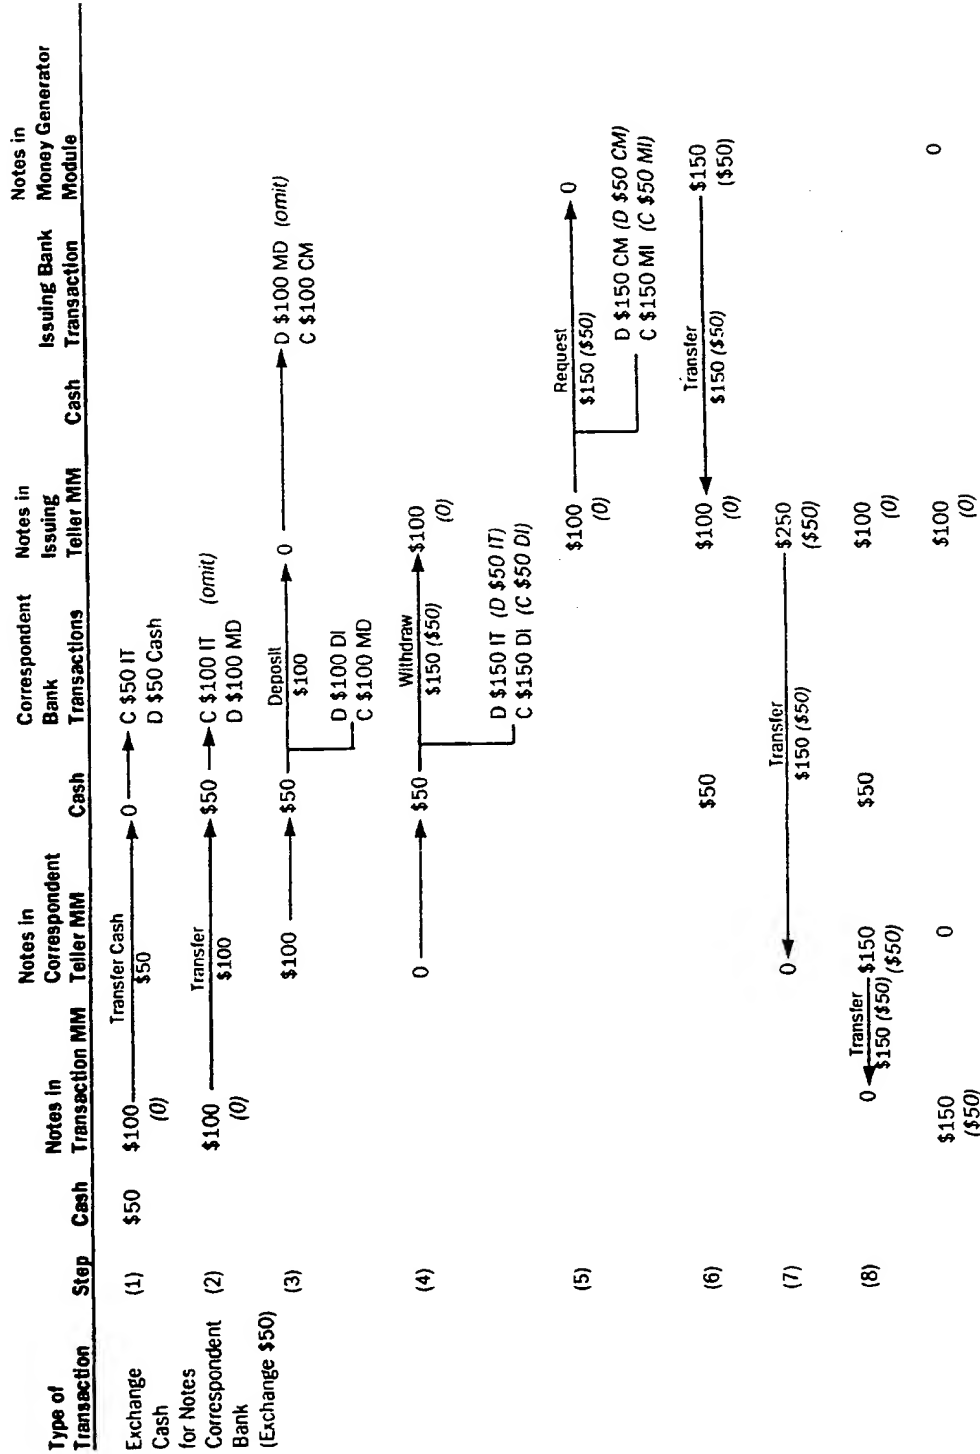 Type of
Transaction
Step
Cash
Notes in
Transaction MM
Notes in
Correspondent
Teller MM
Cash
Correspondent
Bank
Transactions
Notes in
Issuing
Teller MM
Cash
Issuing Bank
Transaction
Notes in
Money Generator
Module
Exchange
Cash
for Notes
Correspondent
Bank
(Exchange $50)
(1)
$50
$100
(0)
Transfer Cash
$50
0
C $50 IT
D $50 Cash
(2)
$100
(0)
Transfer
$100
$50
C $100 IT (omit)
D $100 MD
(3)
$100
$50
Deposit
$100
D $100 DI
C $100 MD
0
D $100 MD (omit)
C $100 CM
(4)
0
$50
Withdraw
$150 ($50)
D $150 IT (D $50 IT)
C $150 DI (C $50 DI)
$100
(0)
(5)
$100
(0)
Request
$150 ($50)
D $150 CM (D $50 CM)
C $150 MI (C $50 MI)
0
(6)
$50
$100
(0)
Transfer
$150 ($50)
$150
($50)
(7)
0
Transfer
$150 ($50)
$250
($50)
(8)
0
Transfer
$150 ($50)
$150
($50)
$50
$100
(0)
$150
($50)
0
$100
(0)
0